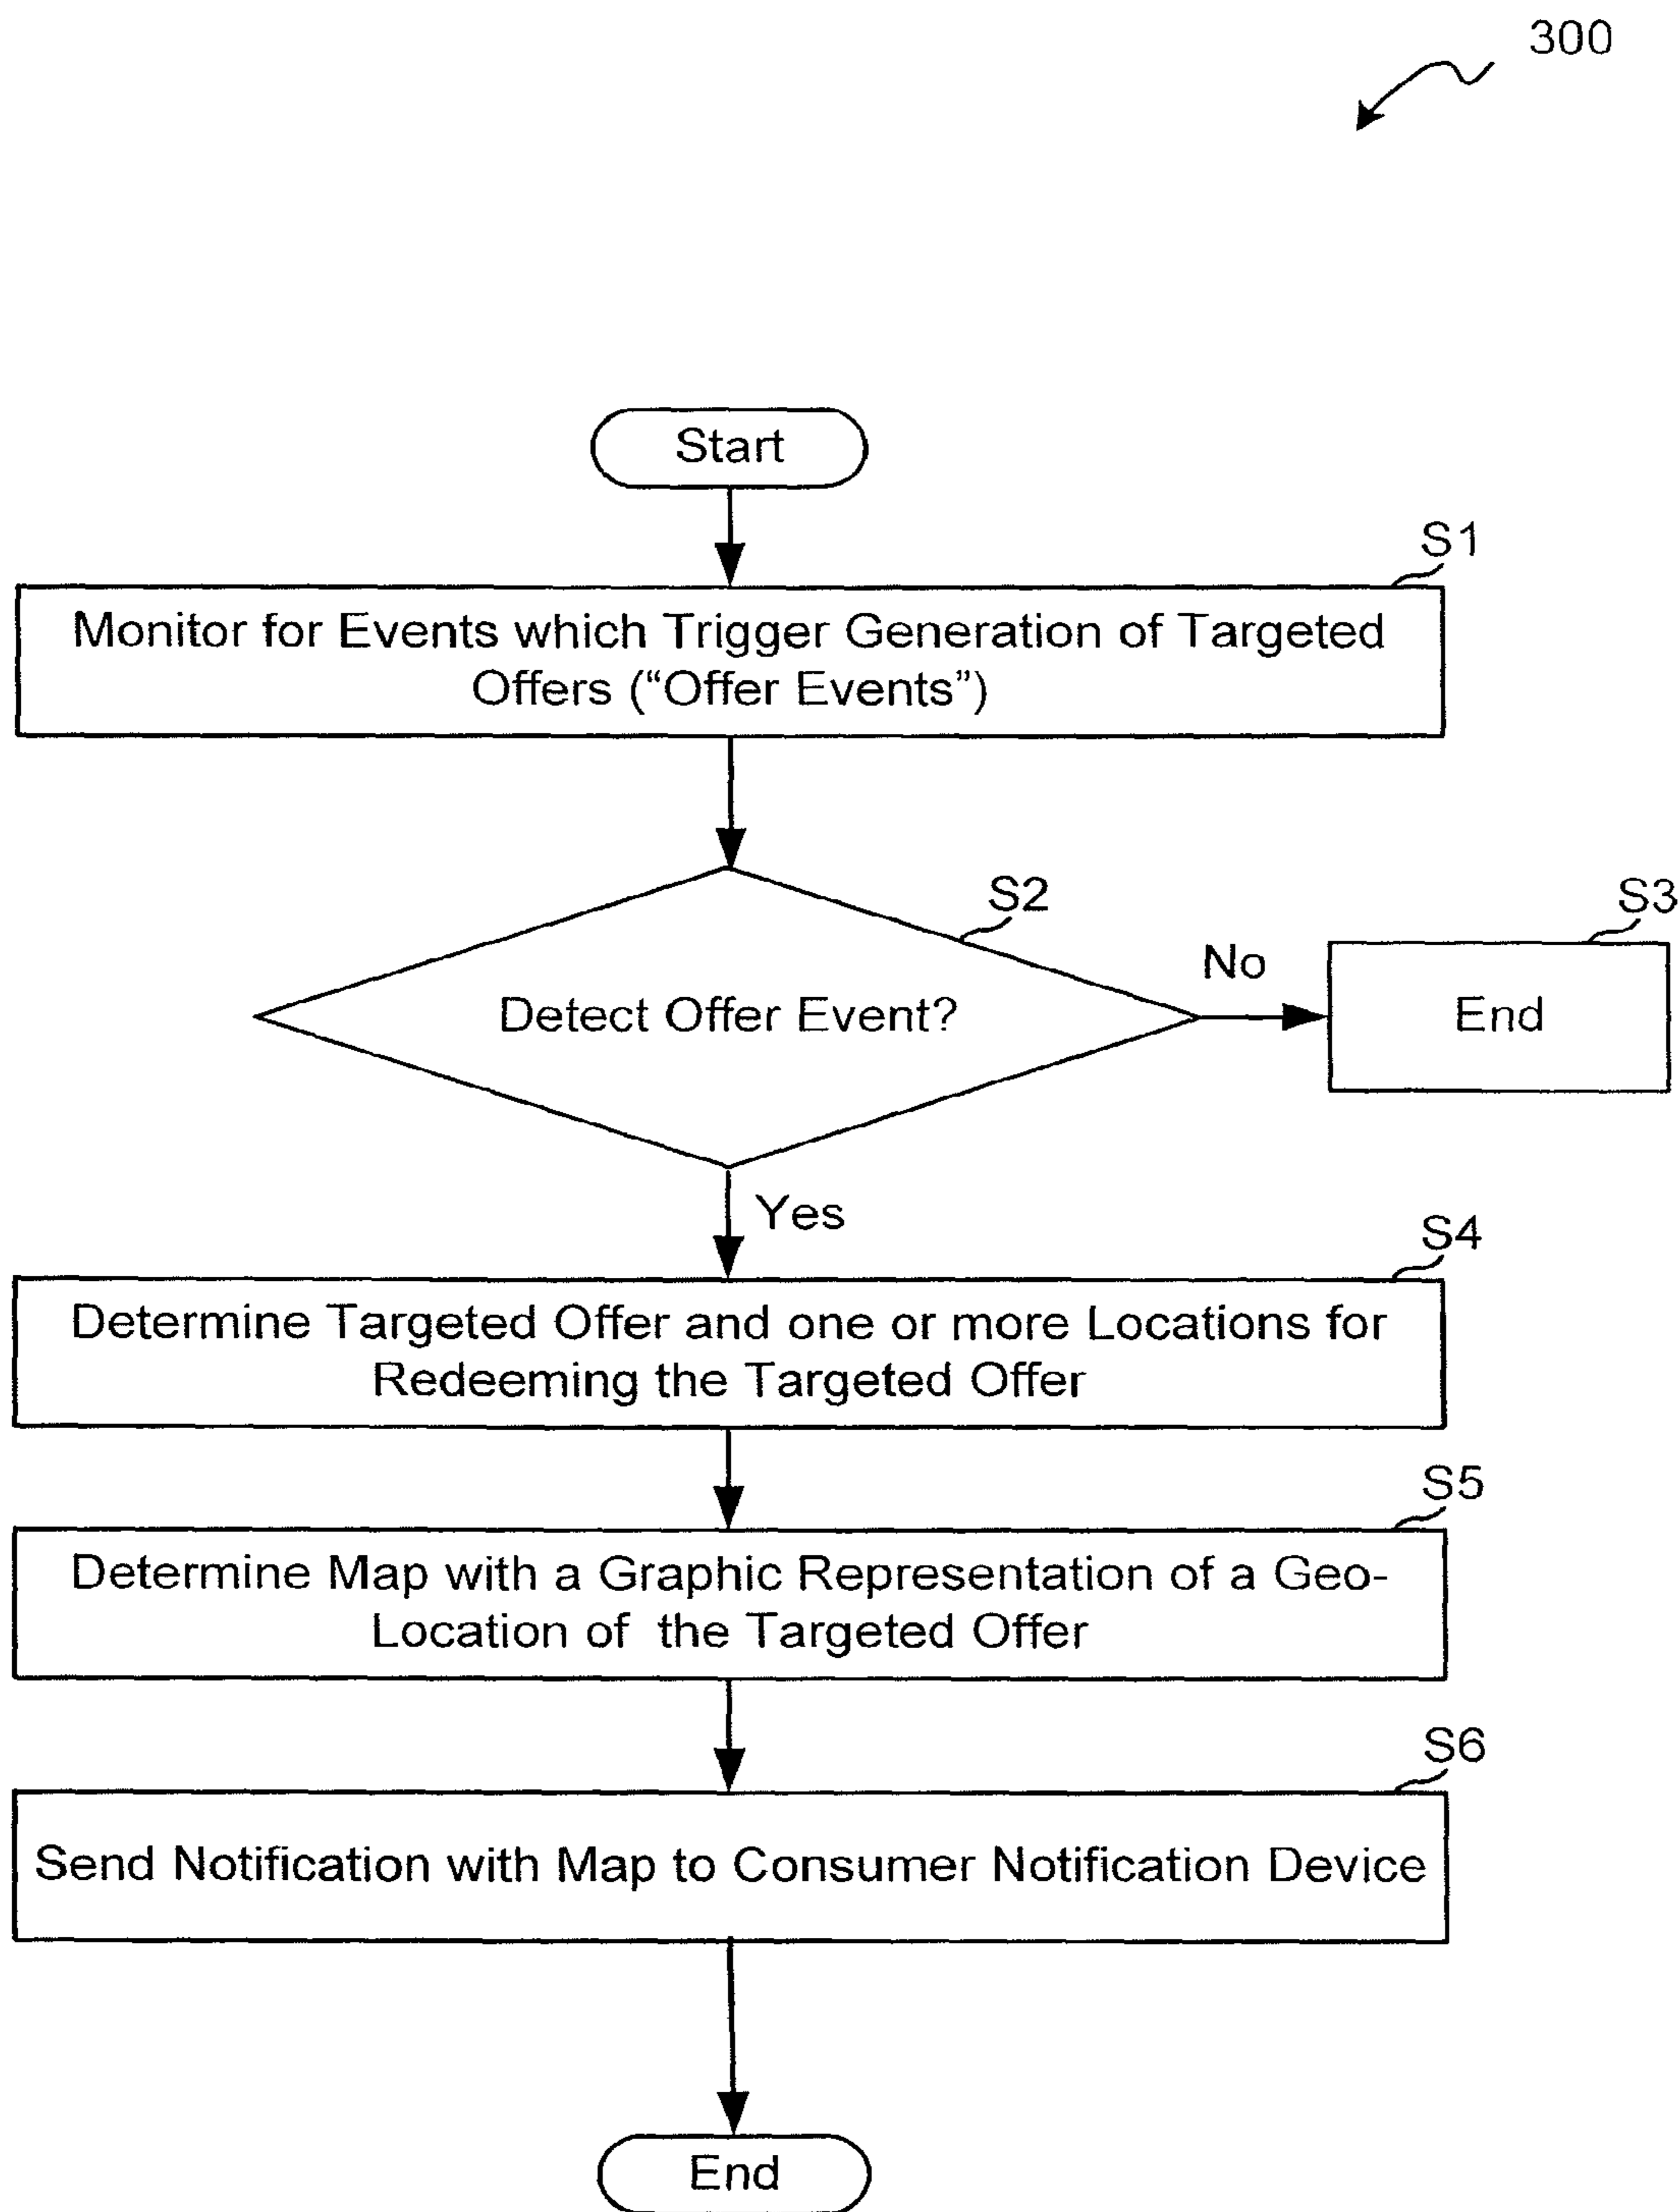 300
Start
S1
Monitor for Events which Trigger Generation of Targeted
Offers (“Offer Events”)
S2
Detect Offer Event?
No
S3
End
Yes
S4
Determine Targeted Offer and one or more Locations for
Redeeming the Targeted Offer
S5
Determine Map with a Graphic Representation of a Geo-
Location of the Targeted Offer
S6
Send Notification with Map to Consumer Notification Device
End